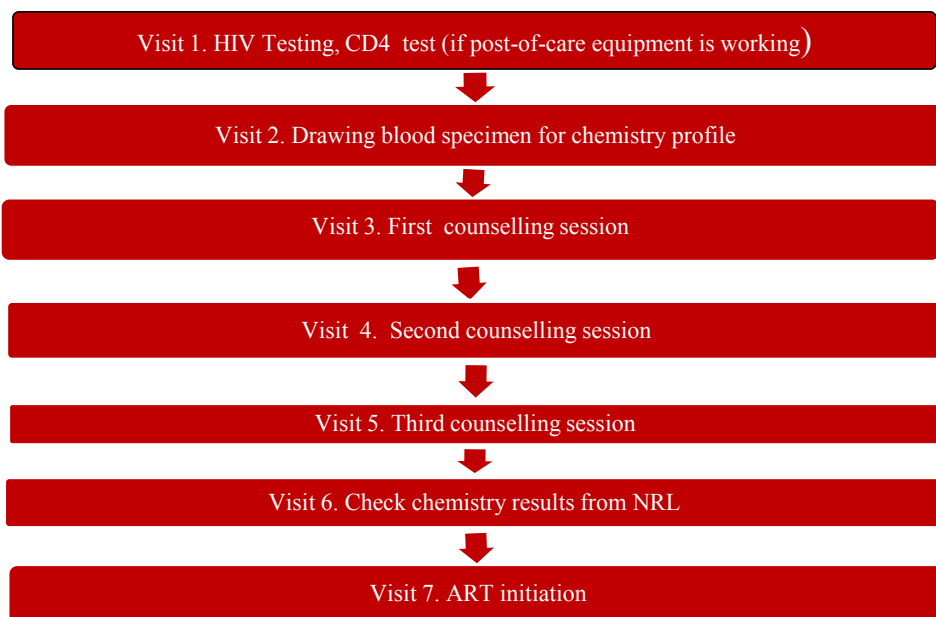 Visit 1. HIV Testing, CD4 test (if post-of-care equipment is working)
Visit 2. Drawing blood specimen for chemistry profile
Visit 3. First counselling session
Visit 4. Second counselling session
Visit 5. Third counselling session
Visit 6. Check chemistry results from NRL
Visit 7. ART initiation